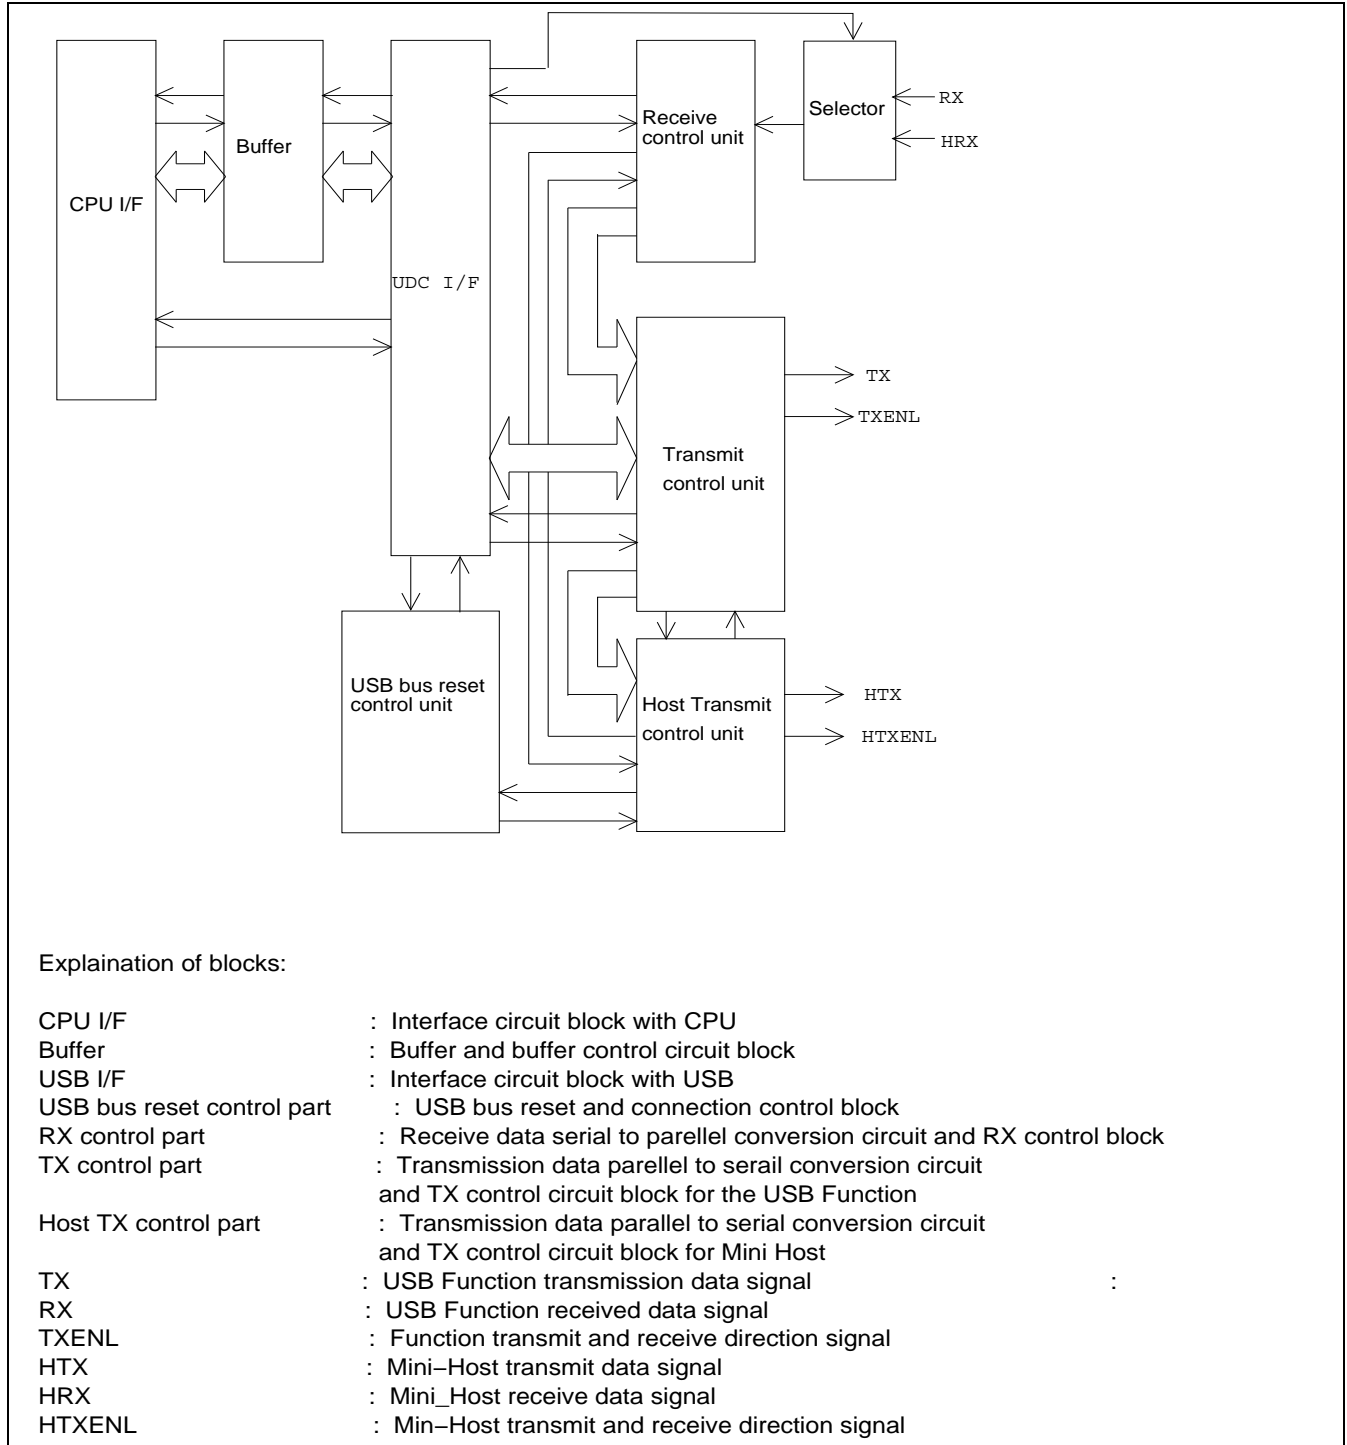 CPU I/F
Buffer
UDC I/F
Receive
control unit
Selector
RX
HRX
Transmit
control unit
TX
TXENL
USB bus reset
control unit
Host Transmit
control unit
HTX
HTXENL
Explaination of blocks:
CPU I/F : Interface circuit block with CPU
Buffer : Buffer and buffer control circuit block
USB I/F : Interface circuit block with USB
USB bus reset control part : USB bus reset and connection control block
RX control part : Receive data serial to parellel conversion circuit and RX control block
TX control part : Transmission data parellel to serail conversion circuit
and TX control circuit block for the USB Function
Host TX control part : Transmission data parallel to serial conversion circuit
and TX control circuit block for Mini Host
TX : USB Function transmission data signal :
RX : USB Function received data signal
TXENL : Function transmit and receive direction signal
HTX : Mini−Host transmit data signal
HRX : Mini_Host receive data signal
HTXENL : Min−Host transmit and receive direction signal